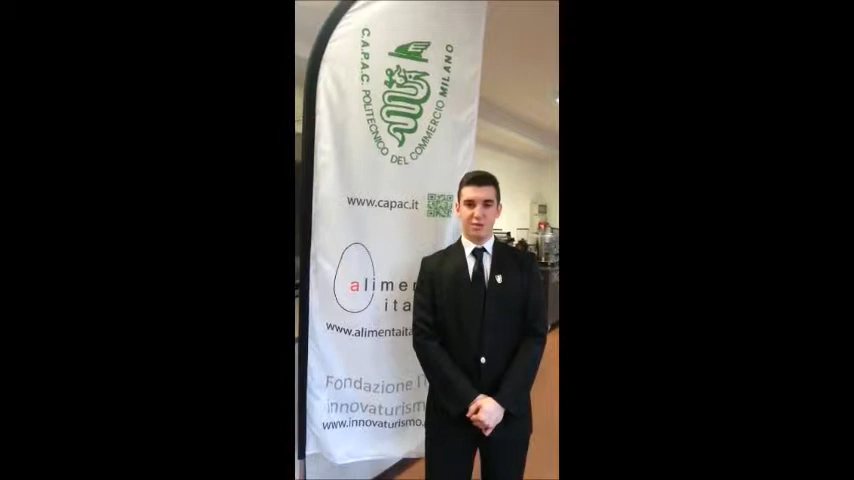 C.A.P.A.C. POLITECNICO DEL COMMERCIO MILANO
www.capac.it
alimen
ita
www.alimentaita
Fondazione I
innovaturismo
www.innovaturismo.